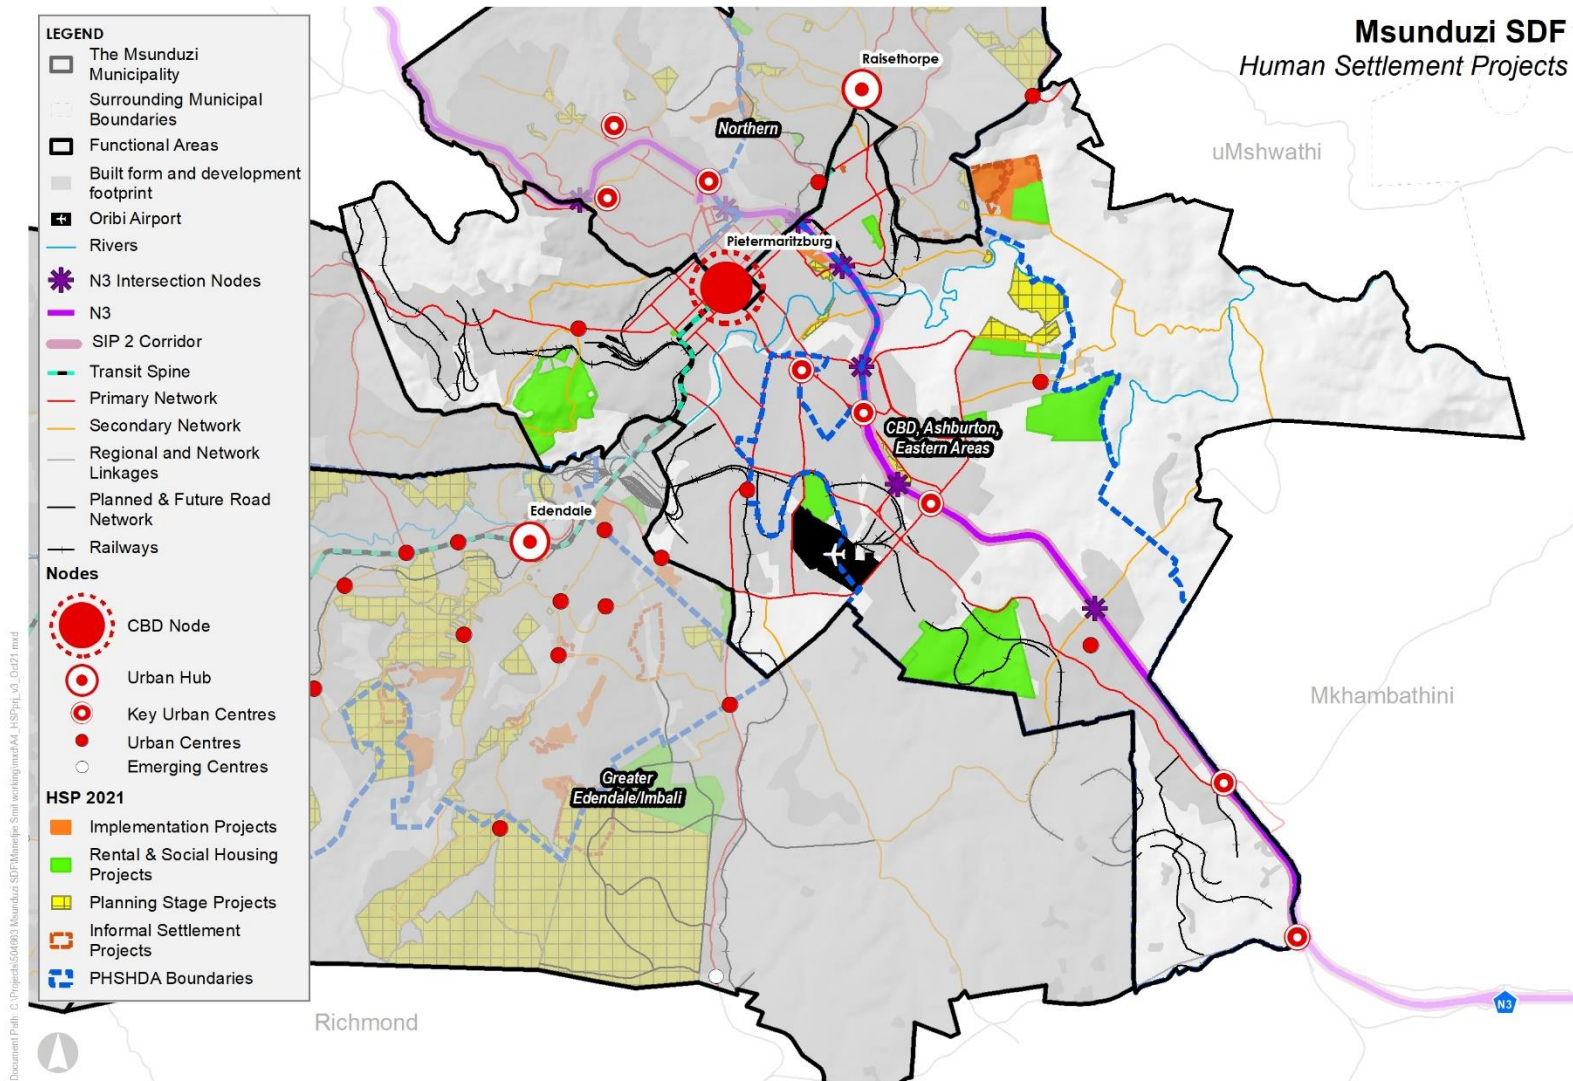 Msunduzi SDF
Human Settlement Projects
LEGEND
The Msunduzi
Municipality
Surrounding Municipal
Boundaries
Functional Areas
Built form and development
footprint
Oribi Airport
Rivers
N3 Intersection Nodes
N3
SIP 2 Corridor
Transit Spine
Primary Network
Secondary Network
Regional and Network
Linkages
Planned & Future Road
Network
Railways
Nodes
CBD Node
Urban Hub
Key Urban Centres
Urban Centres
Emerging Centres
HSP 2021
Implementation Projects
Rental & Social Housing
Projects
Planning Stage Projects
Informal Settlement
Projects
PHSHDA Boundaries
Raisethorpe
Northern
uMshwathi
Pietermaritzburg
CBD, Ashburton,
Eastern Areas
Edendale
Mkhambathini
Greater
Edendale/Imbali
N3
Richmond